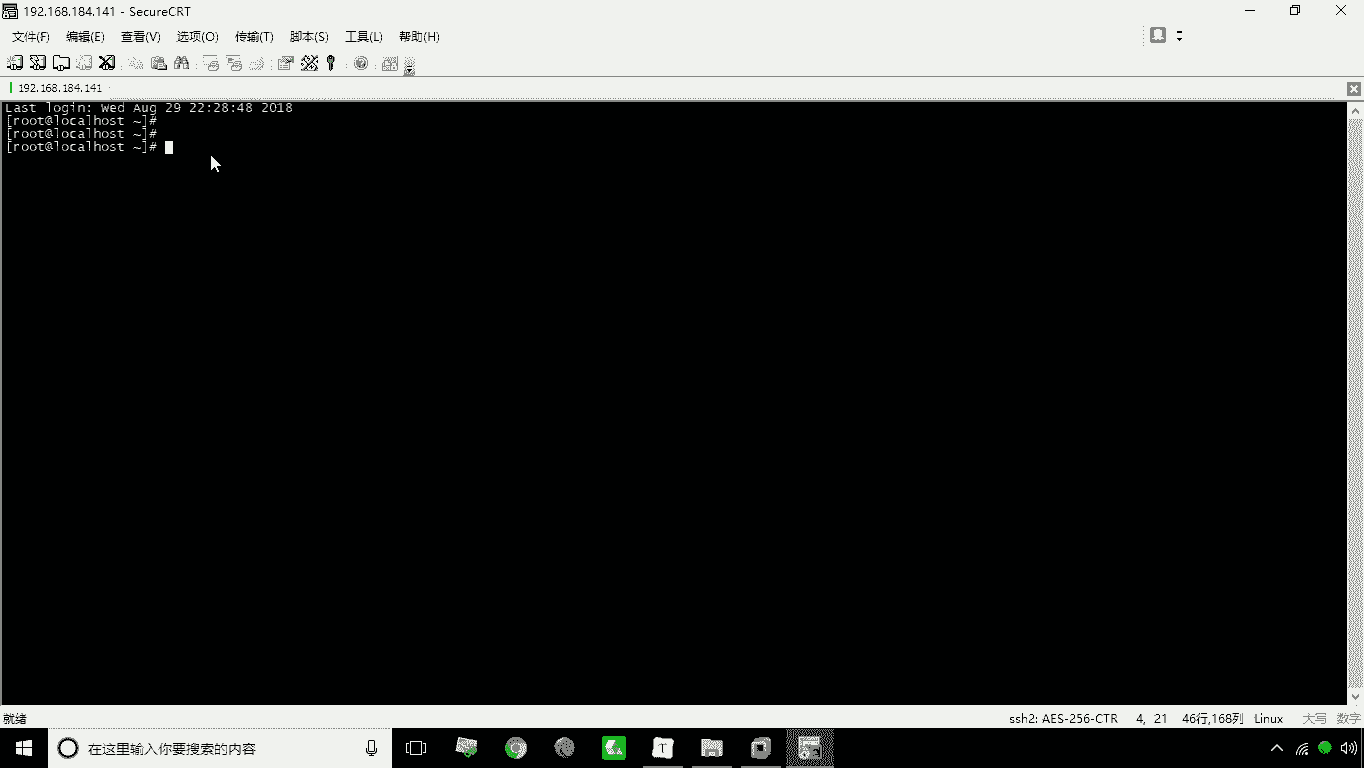 192.168.184.141 - SecureCRT
文件(F) 编辑(E) 查看(V) 选项(O) 传输(T) 脚本(S) 工具(L) 帮助(H)
192.168.184.141
Last login: Wed Aug 29 22:28:48 2018
[root@localhost ~]#
[root@localhost ~]#
[root@localhost ~]#
就绪 ssh2: AES-256-CTR 4, 21 46行,168列 Linux 大写 数字
在这里输入你要搜索的内容
T